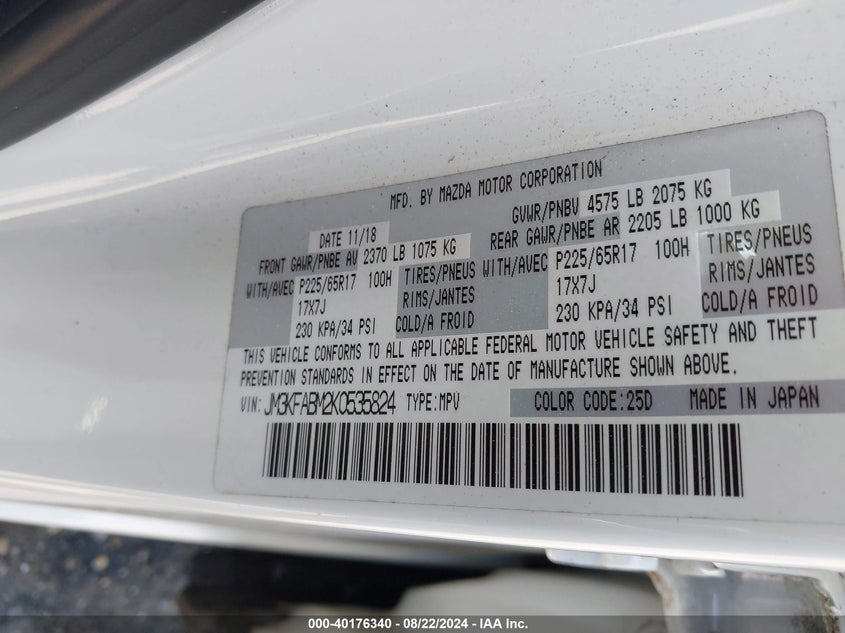 MFD. BY MAZDA MOTOR CORPORATION
DATE 11/18 GVWR/PNBV 4575 LB 2075 KG
FRONT GAWR/PNBE AV 2370 LB 1075 KG REAR GAWR/PNBE AR 2205 LB 1000 KG
WITH/AVEC P225/65R17 100H TIRES/PNEUS WITH/AVEC P225/65R17 100H TIRES/PNEUS
17X7J RIMS/JANTES 17X7J RIMS/JANTES
230 KPA/34 PSI COLD/A FROID 230 KPA/34 PSI COLD/A FROID
THIS VEHICLE CONFORMS TO ALL APPLICABLE FEDERAL MOTOR VEHICLE SAFETY AND THEFT
PREVENTION STANDARDS IN EFFECT ON THE DATE OF MANUFACTURE SHOWN ABOVE.
VIN: JM3KFABM2K0535824 TYPE:MPV COLOR CODE:25D MADE IN JAPAN
000-40176340 - 08/22/2024 - IAA Inc.